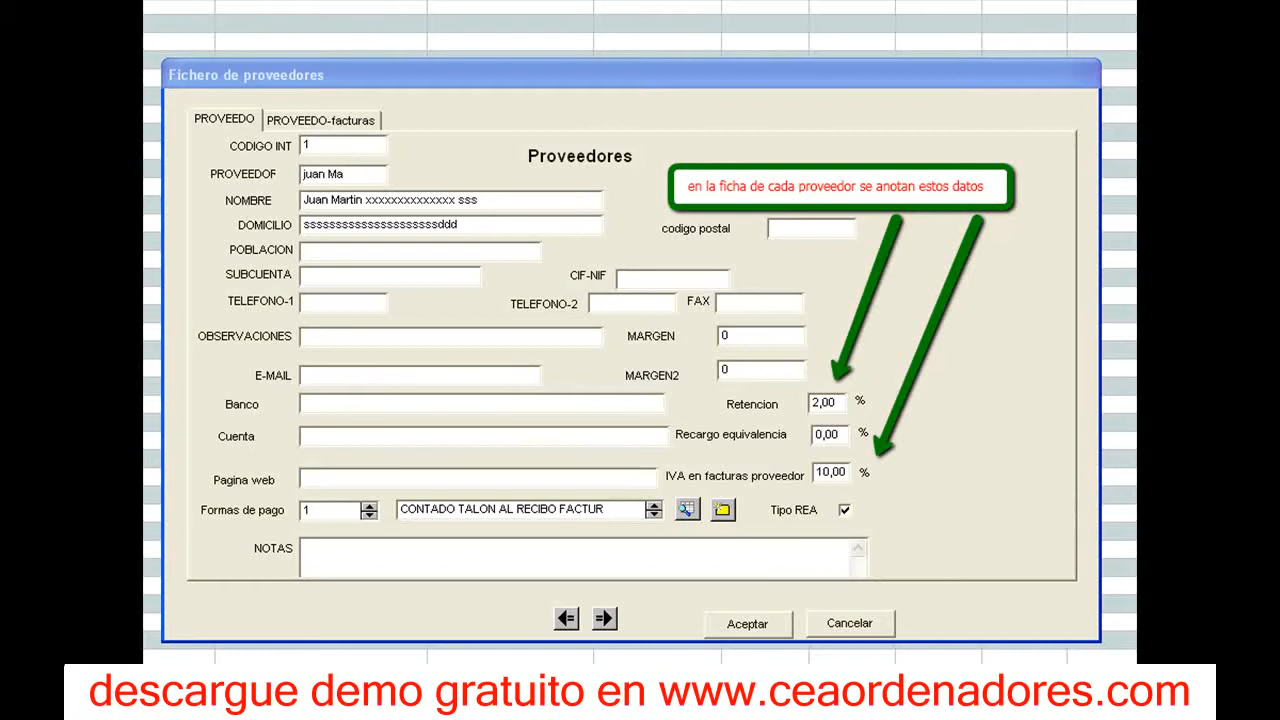 Fichero de proveedores
PROVEEDO PROVEEDO-facturas
CODIGO INT 1
Proveedores
PROVEEDOF juan Ma
en la ficha de cada proveedor se anotan estos datos
NOMBRE Juan Martin xxxxxxxxxxxxxx sss
DOMICILIO sssssssssssssssssssssddd
codigo postal
POBLACION
SUBCUENTA CIF-NIF
TELEFONO-1 TELEFONO-2 FAX
OBSERVACIONES MARGEN 0
E-MAIL MARGEN2 0
Banco Retencion 2,00 %
Cuenta Recargo equivalencia 0,00 %
Pagina web IVA en facturas proveedor 10,00 %
Formas de pago 1 CONTADO TALON AL RECIBO FACTUR Tipo REA
NOTAS
Aceptar Cancelar
descargue demo gratuito en www.ceaordenadores.com